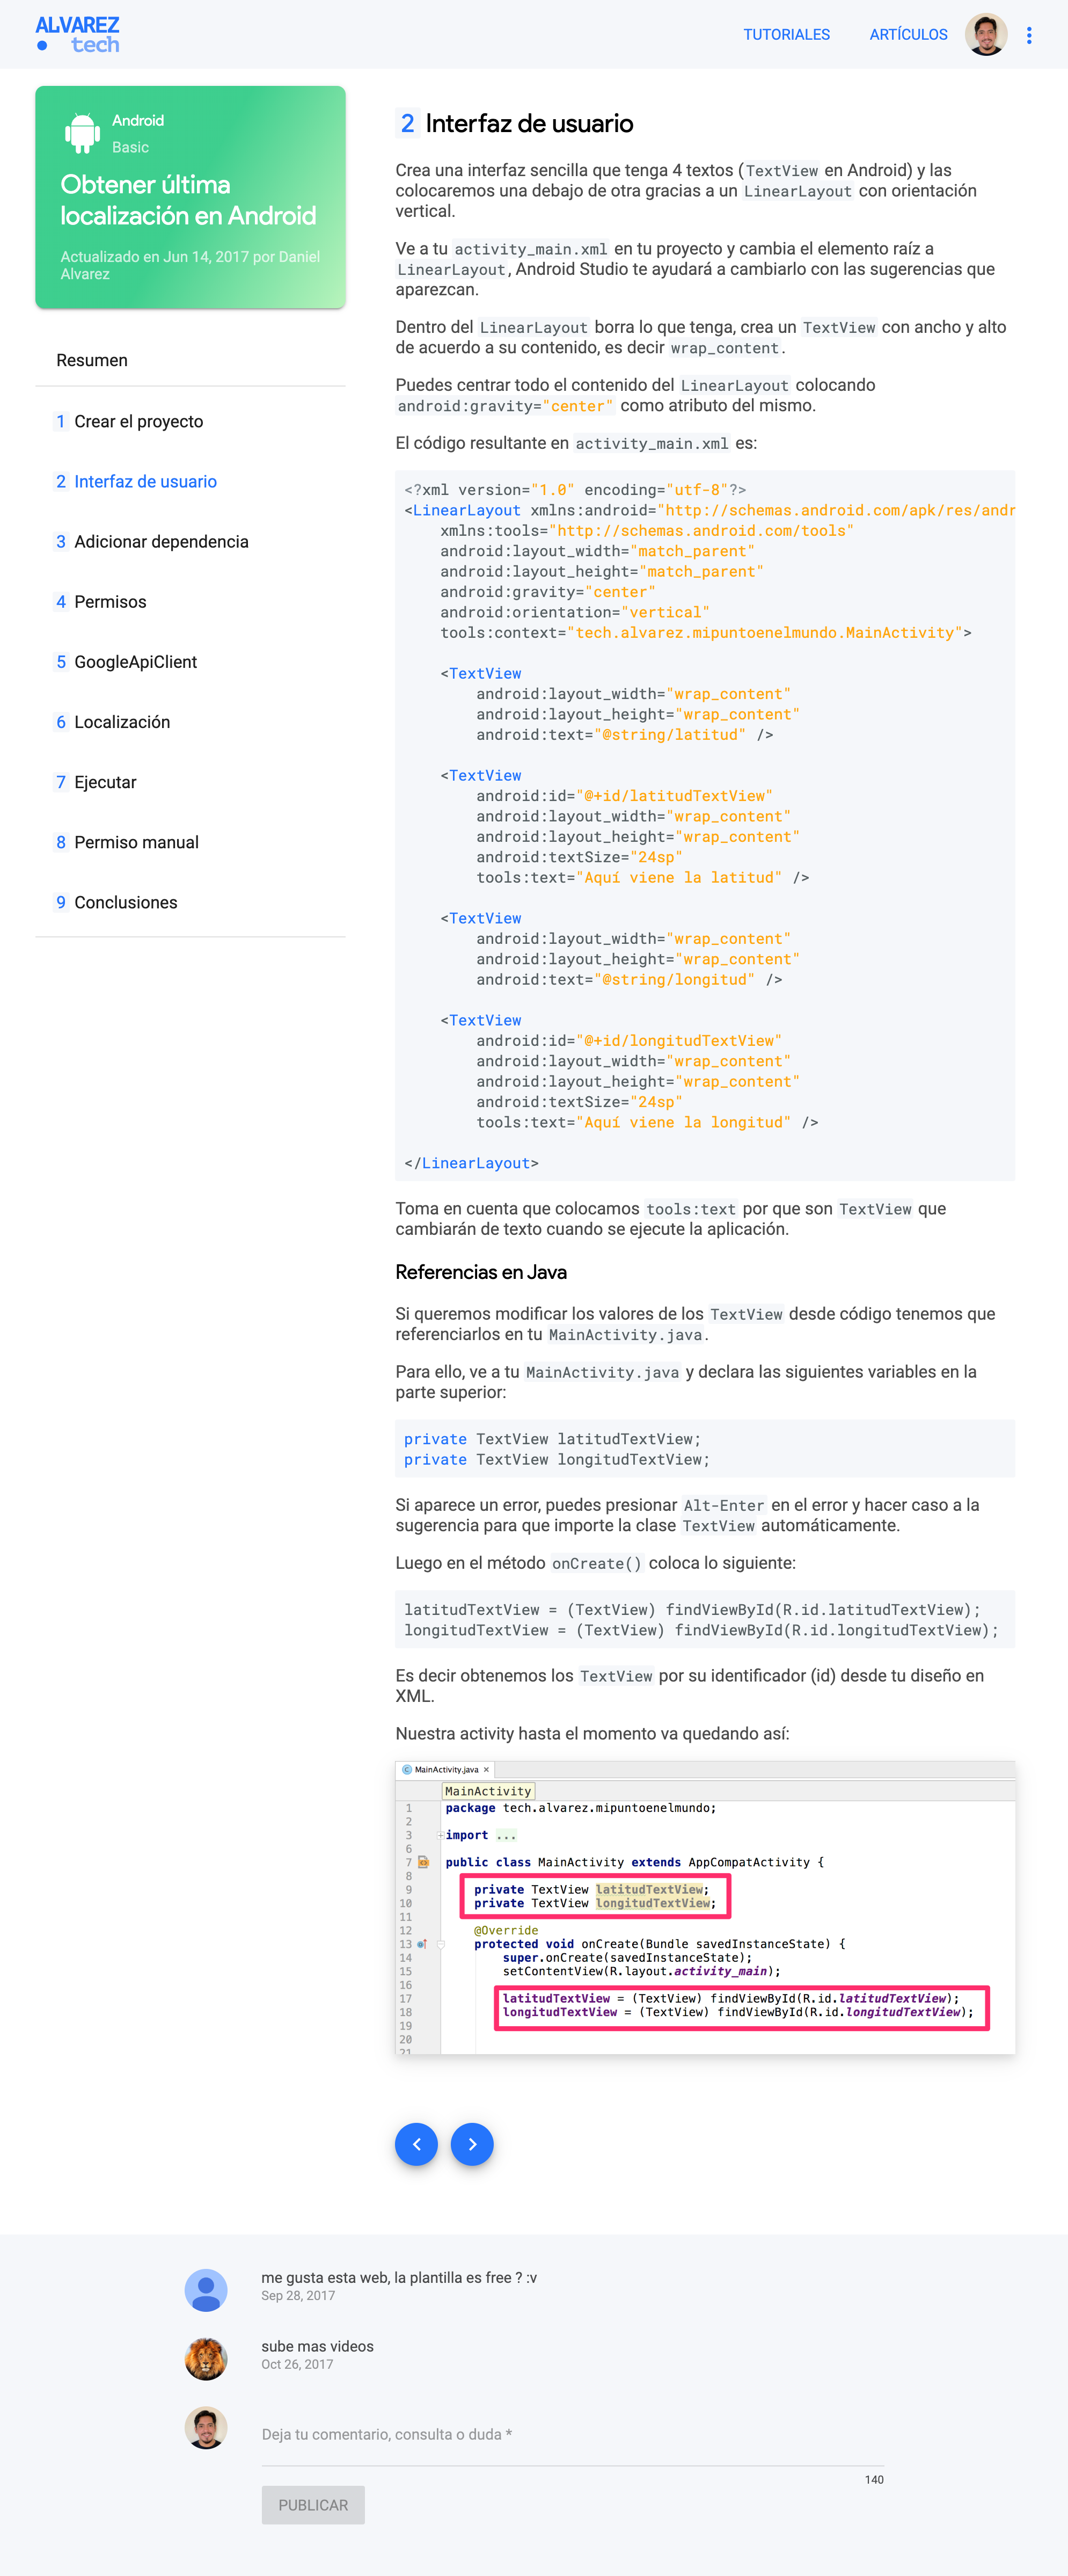 ALVAREZ
tech
TUTORIALES ARTÍCULOS
Android
Basic
Obtener última
localización en Android
Actualizado en Jun 14, 2017 por Daniel
Alvarez
Resumen
1 Crear el proyecto
2 Interfaz de usuario
3 Adicionar dependencia
4 Permisos
5 GoogleApiClient
6 Localización
7 Ejecutar
8 Permiso manual
9 Conclusiones
2 Interfaz de usuario
Crea una interfaz sencilla que tenga 4 textos (TextView en Android) y las
colocaremos una debajo de otra gracias a un LinearLayout con orientación
vertical.
Ve a tu activity_main.xml en tu proyecto y cambia el elemento raíz a
LinearLayout, Android Studio te ayudará a cambiarlo con las sugerencias que
aparezcan.
Dentro del LinearLayout borra lo que tenga, crea un TextView con ancho y alto
de acuerdo a su contenido, es decir wrap_content.
Puedes centrar todo el contenido del LinearLayout colocando
android:gravity="center" como atributo del mismo.
El código resultante en activity_main.xml es:
<?xml version="1.0" encoding="utf-8"?>
<LinearLayout xmlns:android="http://schemas.android.com/apk/res/andr
    xmlns:tools="http://schemas.android.com/tools"
    android:layout_width="match_parent"
    android:layout_height="match_parent"
    android:gravity="center"
    android:orientation="vertical"
    tools:context="tech.alvarez.mipuntoenelmundo.MainActivity">
    <TextView
        android:layout_width="wrap_content"
        android:layout_height="wrap_content"
        android:text="@string/latitud" />
    <TextView
        android:id="@+id/latitudTextView"
        android:layout_width="wrap_content"
        android:layout_height="wrap_content"
        android:textSize="24sp"
        tools:text="Aquí viene la latitud" />
    <TextView
        android:layout_width="wrap_content"
        android:layout_height="wrap_content"
        android:text="@string/longitud" />
    <TextView
        android:id="@+id/longitudTextView"
        android:layout_width="wrap_content"
        android:layout_height="wrap_content"
        android:textSize="24sp"
        tools:text="Aquí viene la longitud" />
</LinearLayout>
Toma en cuenta que colocamos tools:text por que son TextView que
cambiarán de texto cuando se ejecute la aplicación.
Referencias en Java
Si queremos modificar los valores de los TextView desde código tenemos que
referenciarlos en tu MainActivity.java.
Para ello, ve a tu MainActivity.java y declara las siguientes variables en la
parte superior:
private TextView latitudTextView;
private TextView longitudTextView;
Si aparece un error, puedes presionar Alt-Enter en el error y hacer caso a la
sugerencia para que importe la clase TextView automáticamente.
Luego en el método onCreate() coloca lo siguiente:
latitudTextView = (TextView) findViewById(R.id.latitudTextView);
longitudTextView = (TextView) findViewById(R.id.longitudTextView);
Es decir obtenemos los TextView por su identificador (id) desde tu diseño en
XML.
Nuestra activity hasta el momento va quedando así:
MainActivity.java ×
MainActivity
1 package tech.alvarez.mipuntoenelmundo;
2
3 import ...
6
7 public class MainActivity extends AppCompatActivity {
8
9     private TextView latitudTextView;
10     private TextView longitudTextView;
11
12     @Override
13     protected void onCreate(Bundle savedInstanceState) {
14         super.onCreate(savedInstanceState);
15         setContentView(R.layout.activity_main);
16
17         latitudTextView = (TextView) findViewById(R.id.latitudTextView);
18         longitudTextView = (TextView) findViewById(R.id.longitudTextView);
19
20
21
me gusta esta web, la plantilla es free ? :v
Sep 28, 2017
sube mas videos
Oct 26, 2017
Deja tu comentario, consulta o duda *
140
PUBLICAR